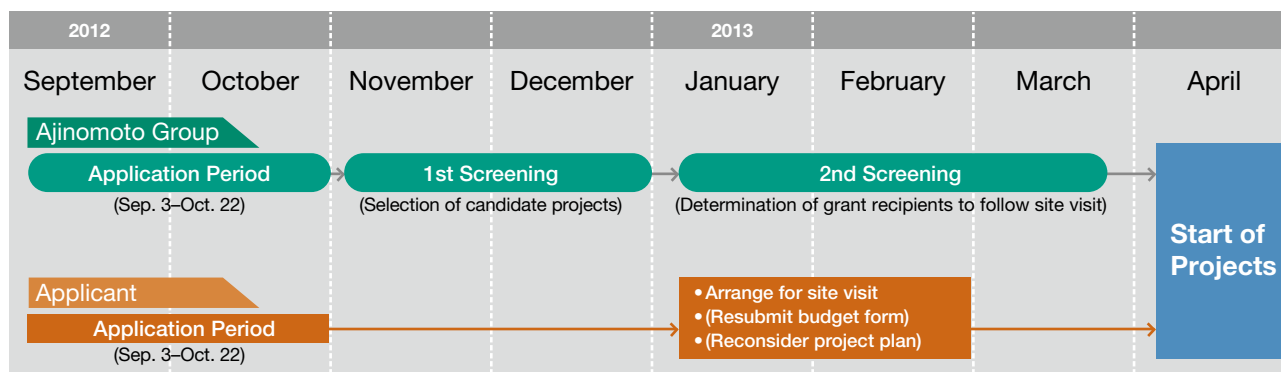 2012 2013
September October November December January February March April
Ajinomoto Group
Application Period 1st Screening 2nd Screening
(Sep. 3–Oct. 22) (Selection of candidate projects) (Determination of grant recipients to follow site visit)
Start of
Projects
Applicant
Application Period
(Sep. 3–Oct. 22)
• Arrange for site visit
• (Resubmit budget form)
• (Reconsider project plan)